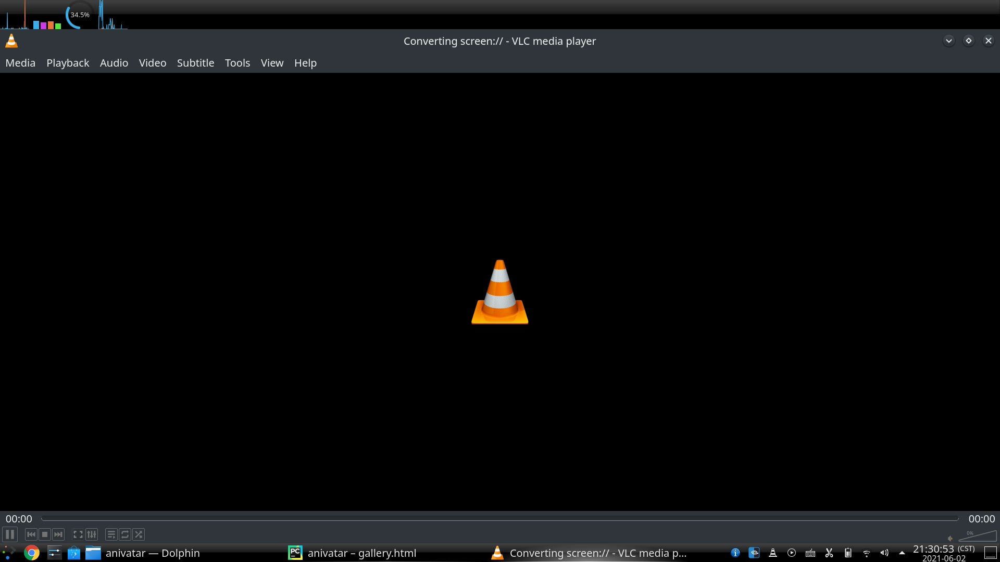 34.5%
Converting screen:// - VLC media player
Media Playback Audio Video Subtitle Tools View Help
00:00
00:00
0%
anivatar — Dolphin
PC
anivatar – gallery.html
Converting screen:// - VLC media p...
21:30:53 (CST)
2021-06-02